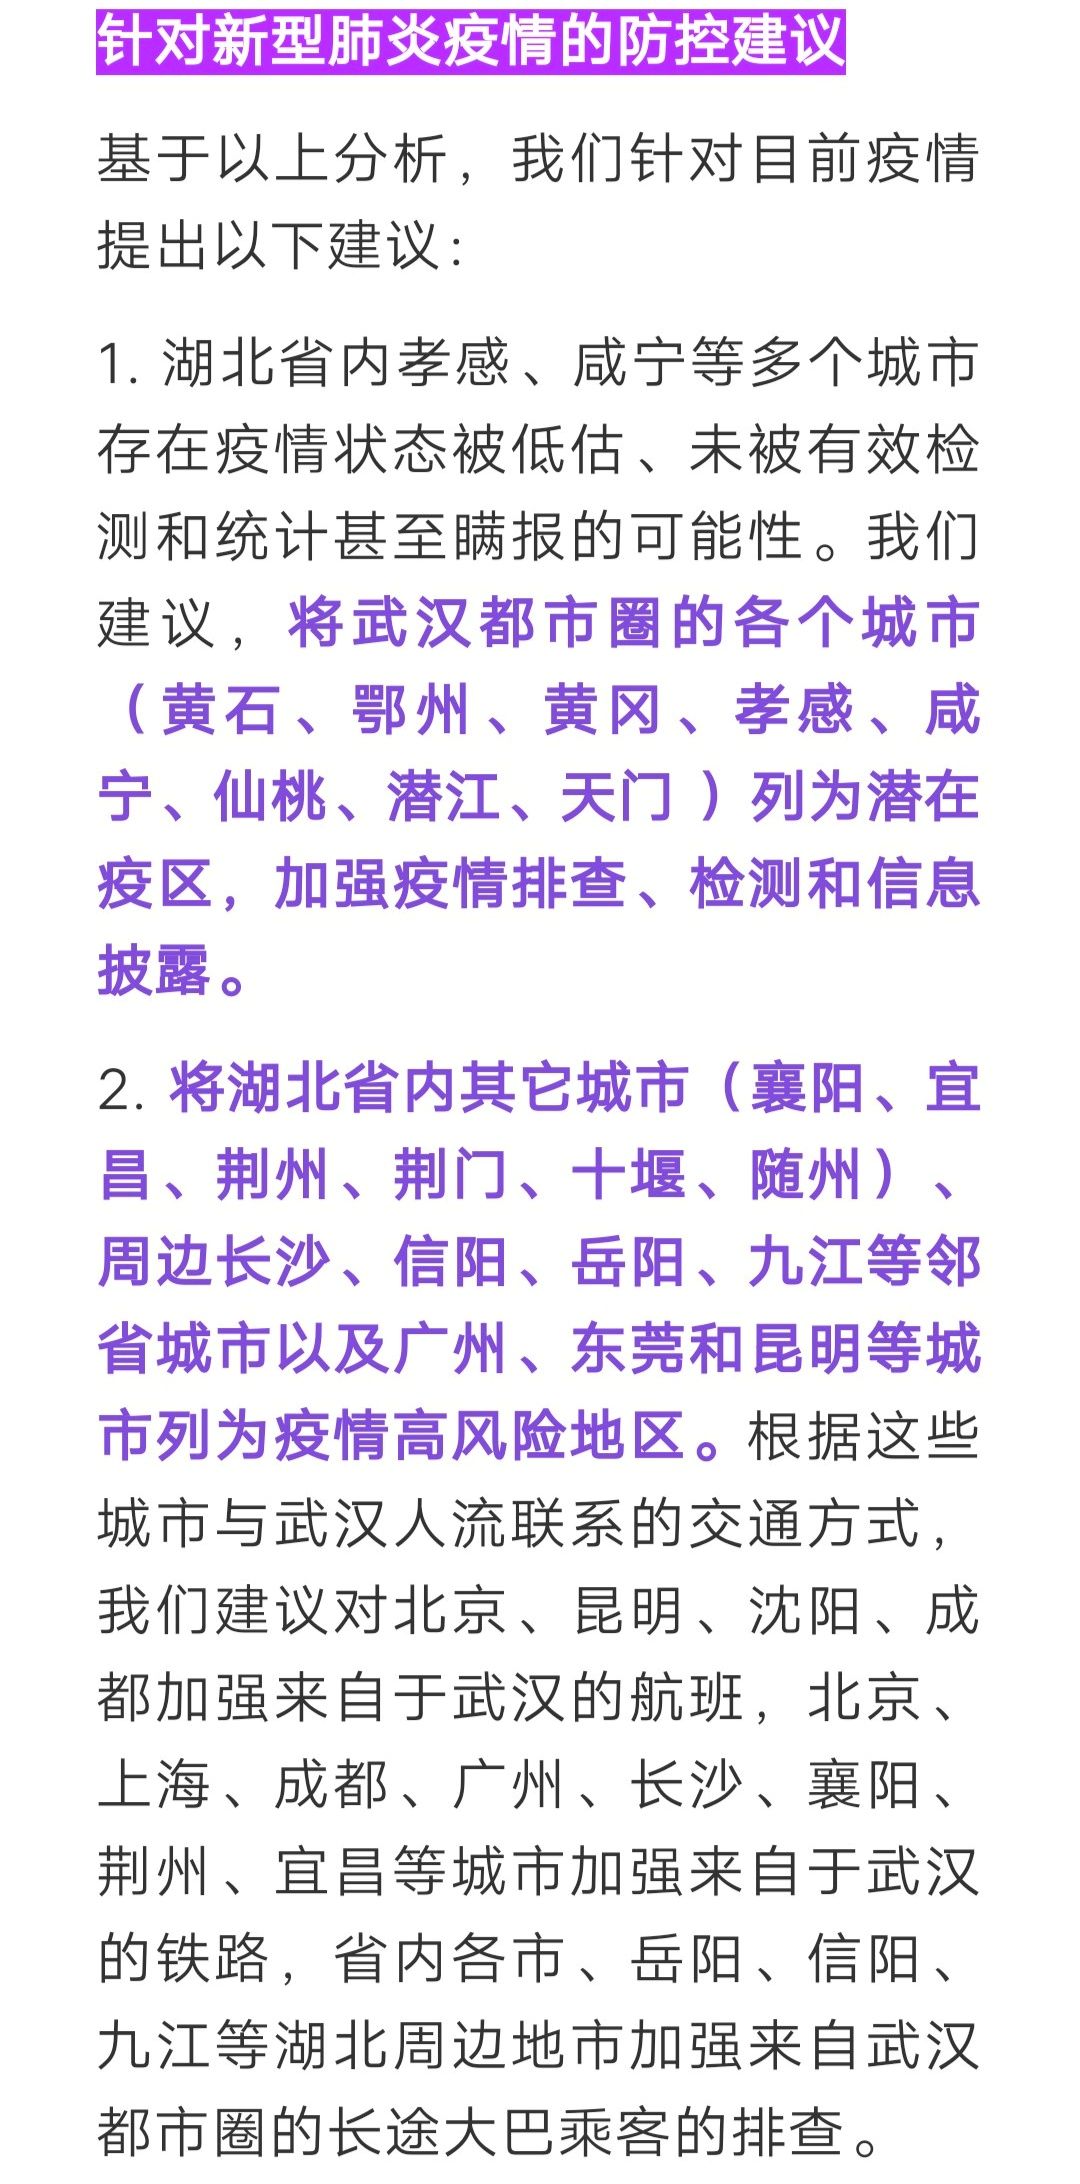 针对新型肺炎疫情的防控建议
基于以上分析，我们针对目前疫情
提出以下建议：
1. 湖北省内孝感、咸宁等多个城市
存在疫情状态被低估、未被有效检
测和统计甚至瞒报的可能性。我们
建议，将武汉都市圈的各个城市
（黄石、鄂州、黄冈、孝感、咸
宁、仙桃、潜江、天门 ）列为潜在
疫区，加强疫情排查、检测和信息
披露。
2. 将湖北省内其它城市（襄阳、宜
昌、荆州、荆门、十堰、随州）、
周边长沙、信阳、岳阳、九江等邻
省城市以及广州、东莞和昆明等城
市列为疫情高风险地区。根据这些
城市与武汉人流联系的交通方式，
我们建议对北京、昆明、沈阳、成
都加强来自于武汉的航班，北京、
上海、成都、广州、长沙、襄阳、
荆州、宜昌等城市加强来自于武汉
的铁路，省内各市、岳阳、信阳、
九江等湖北周边地市加强来自武汉
都市圈的长途大巴乘客的排查。